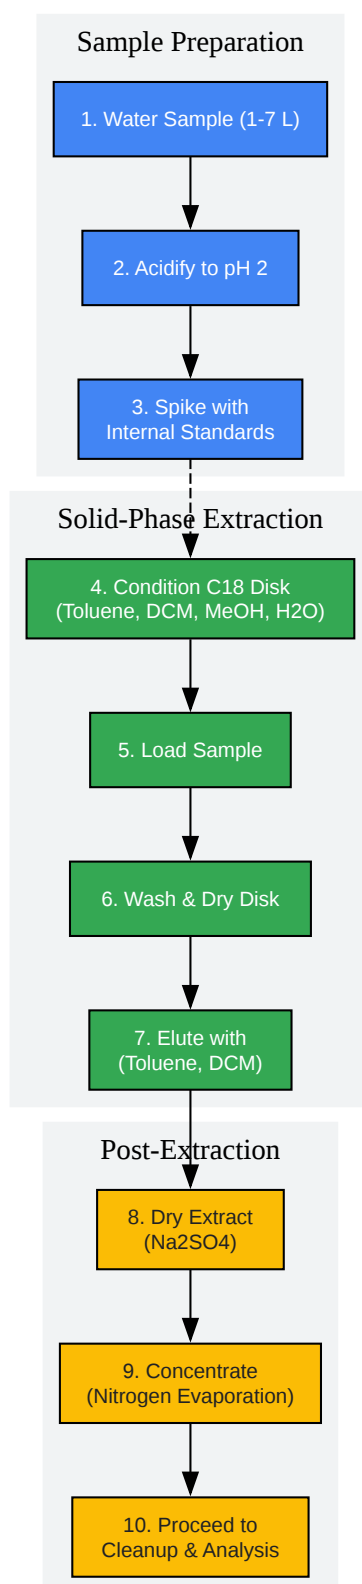 Sample Preparation
1. Water Sample (1-7 L)
2. Acidify to pH 2
3. Spike with
Internal Standards
Solid-Phase Extraction
4. Condition C18 Disk
(Toluene, DCM, MeOH, H2O)
5. Load Sample
6. Wash & Dry Disk
7. Elute with
(Toluene, DCM)
Post-Extraction
8. Dry Extract
(Na2SO4)
9. Concentrate
(Nitrogen Evaporation)
10. Proceed to
Cleanup & Analysis